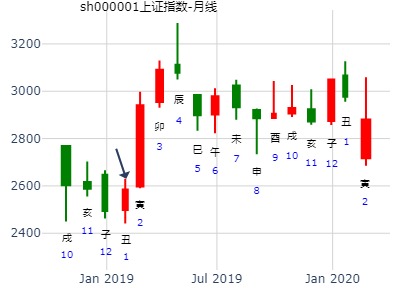 sh000001上证指数-月线
3200
3000
2800
2600
2400
戌
10
亥
11
子
12
丑
1
寅
2
卯
3
辰
4
巳
5
午
6
未
7
申
8
酉
9
戌
10
亥
11
子
12
丑
1
寅
2
Jan 2019
Jul 2019
Jan 2020